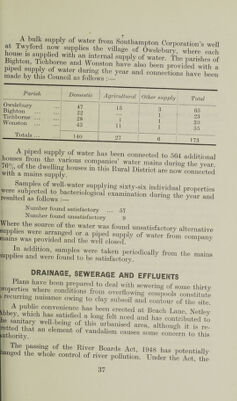 A bulk supply of water from Southampton Corporation's well
at Twyford now supplies the village of Owslebury, where each
house is supplied with an internal supply of water. The parishes of
Bighton, Tichborne and Wonston have also been provided with a
piped supply of water during the year and connections have been
made by this Council as follows :—
Parish Domestic Agricultural Other supply Total
Owslebury ... 47 15 3 65
Bighton ... 22 1 23
Tichborne ... 28 1 1 30
Wonston ... 43 11 1 55
Totals ... 140 27 6 173
A piped supply of water has been connected to 564 additional
houses from the various companies' water mains during the year.
76% of the dwelling houses in this Rural District are now connected
with a mains supply.
Samples of well-water supplying sixty-six individual properties
were subjected to bacteriological examination during the year and
resulted as follows :—
Number found satisfactory ... 57
Number found unsatisfactory 9
Where the source of the water was found unsatisfactory alternative
supplies were arranged or a piped supply of water from company
mains was provided and the well closed.
In addition, samples were taken periodically from the mains
supplies and were found to be satisfactory.
DRAINAGE, SEWERAGE AND EFFLUENTS
Plans have been prepared to deal with sewering of some thirty
properties where conditions from overflowing cesspools constitute
a recurring nuisance owing to clay subsoil and contour of the site.
A public convenience has been erected at Beach Lane, Netley
Abbey, which has satisfied a long felt need and has contributed to
the sanitary well-being of this urbanised area, although it is re-
gretted that an element of vandalism causes some concern to this
authority.
The passing of the River Boards Act, 1948 has potentially
changed the whole control of river pollution. Under the Act, the
37